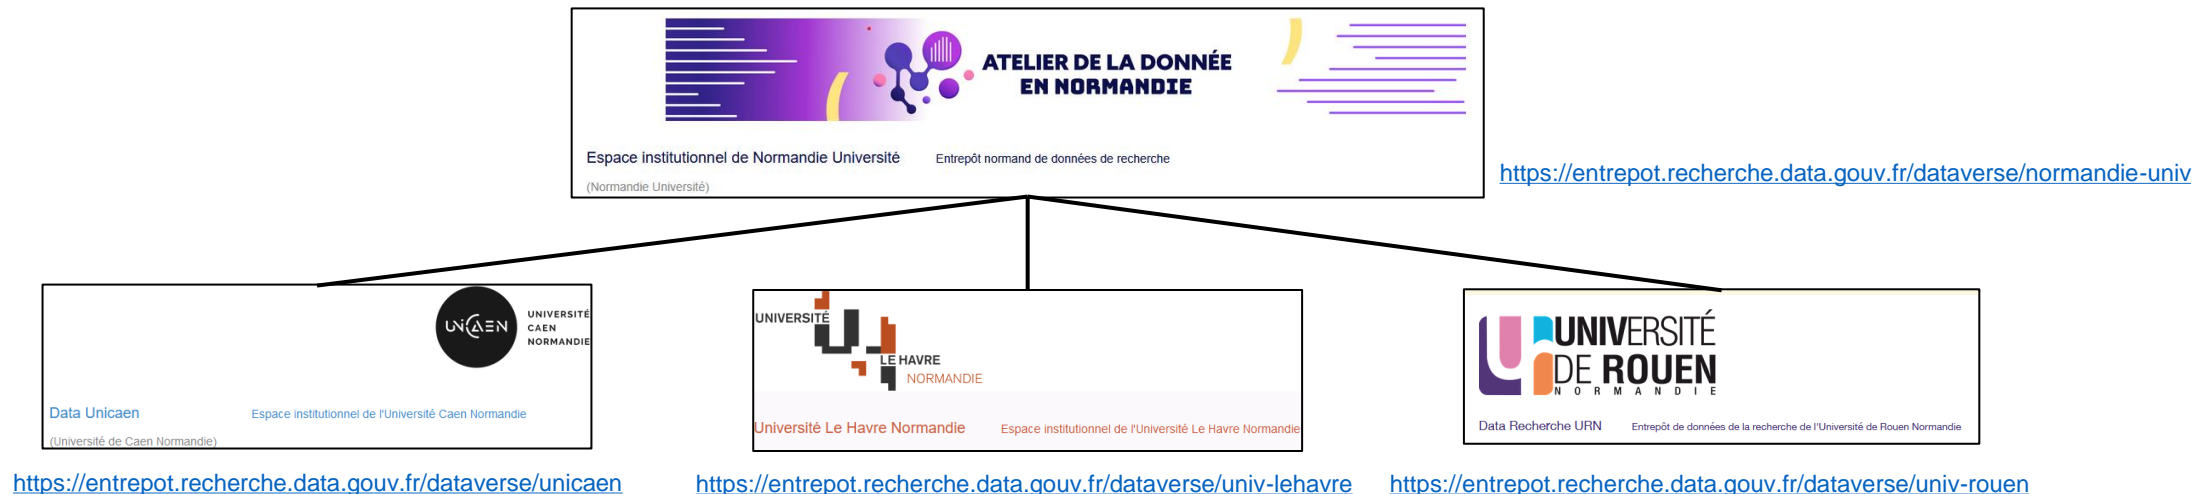 ATELIER DE LA DONNÉE
EN NORMANDIE
Espace institutionnel de Normandie Université Entrepôt normand de données de recherche
(Normandie Université)
https://entrepot.recherche.data.gouv.fr/dataverse/normandie-univ
UNICAEN
UNIVERSITÉ
CAEN
NORMANDIE
Data Unicaen Espace institutionnel de l'Université Caen Normandie
(Université de Caen Normandie)
https://entrepot.recherche.data.gouv.fr/dataverse/unicaen
UNIVERSITÉ
LE HAVRE
NORMANDIE
Université Le Havre Normandie Espace institutionnel de l'Université Le Havre Normandie
https://entrepot.recherche.data.gouv.fr/dataverse/univ-lehavre
UNIVERSITÉ
DE ROUEN
NORMANDIE
Data Recherche URN Entrepôt de données de la recherche de l'Université de Rouen Normandie
https://entrepot.recherche.data.gouv.fr/dataverse/univ-rouen